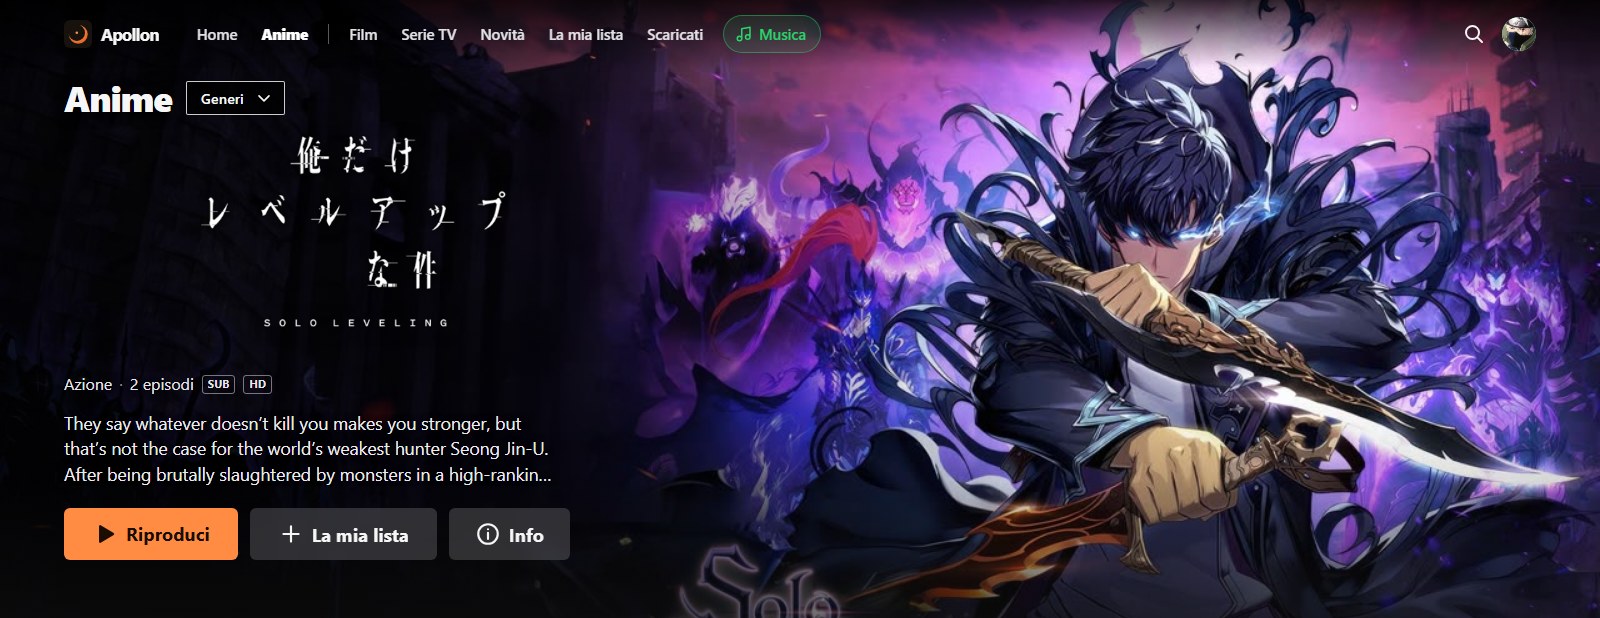 Apollon Home Anime Film Serie TV Novità La mia lista Scaricati Musica
Anime Generi
俺だけ
レベルアップ
な件
SOLO LEVELING
Azione · 2 episodi SUB HD
They say whatever doesn’t kill you makes you stronger, but
that’s not the case for the world’s weakest hunter Seong Jin-U.
After being brutally slaughtered by monsters in a high-rankin...
Riproduci La mia lista Info
Solo